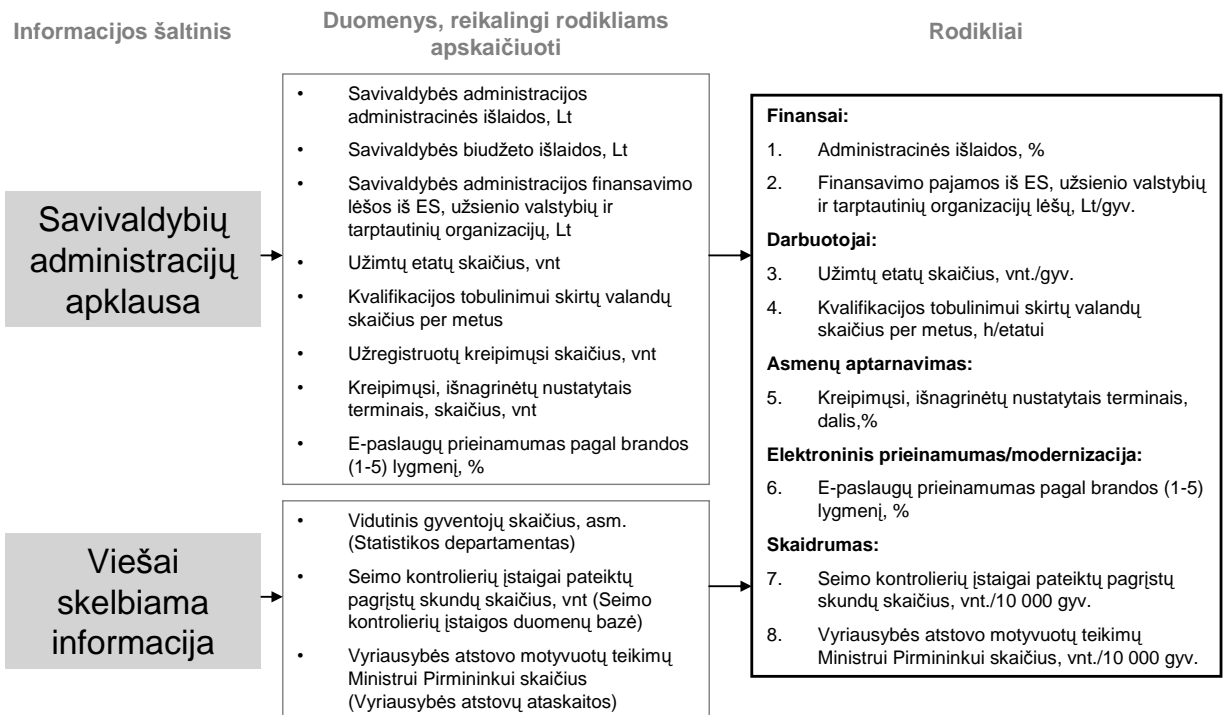 Informacijos šaltinis
Duomenys, reikalingi rodikliams
apskaičiuoti
Rodikliai
Savivaldybių
administracijų
apklausa
• Savivaldybės administracijos
administracinės išlaidos, Lt
• Savivaldybės biudžeto išlaidos, Lt
• Savivaldybės administracijos finansavimo
lėšos iš ES, užsienio valstybių ir
tarptautinių organizacijų, Lt
• Užimtų etatų skaičius, vnt
• Kvalifikacijos tobulinimui skirtų valandų
skaičius per metus
• Užregistruotų kreipimųsi skaičius, vnt
• Kreipimųsi, išnagrinėtų nustatytais
terminais, skaičius, vnt
• E-paslaugų prieinamumas pagal brandos
(1-5) lygmenį, %
Viešai
skelbiama
informacija
• Vidutinis gyventojų skaičius, asm.
(Statistikos departamentas)
• Seimo kontrolierių įstaigai pateiktų
pagrįstų skundų skaičius, vnt (Seimo
kontrolierių įstaigos duomenų bazė)
• Vyriausybės atstovo motyvuotų teikimų
Ministrui Pirmininkui skaičius
(Vyriausybės atstovų ataskaitos)
Finansai:
1. Administracinės išlaidos, %
2. Finansavimo pajamos iš ES, užsienio valstybių
ir tarptautinių organizacijų lėšų, Lt/gyv.
Darbuotojai:
3. Užimtų etatų skaičius, vnt./gyv.
4. Kvalifikacijos tobulinimui skirtų valandų
skaičius per metus, h/etatui
Asmenų aptarnavimas:
5. Kreipimųsi, išnagrinėtų nustatytais terminais,
dalis,%
Elektroninis prieinamumas/modernizacija:
6. E-paslaugų prieinamumas pagal brandos (1-5)
lygmenį, %
Skaidrumas:
7. Seimo kontrolierių įstaigai pateiktų pagrįstų
skundų skaičius, vnt./10 000 gyv.
8. Vyriausybės atstovo motyvuotų teikimų
Ministrui Pirmininkui skaičius, vnt./10 000 gyv.